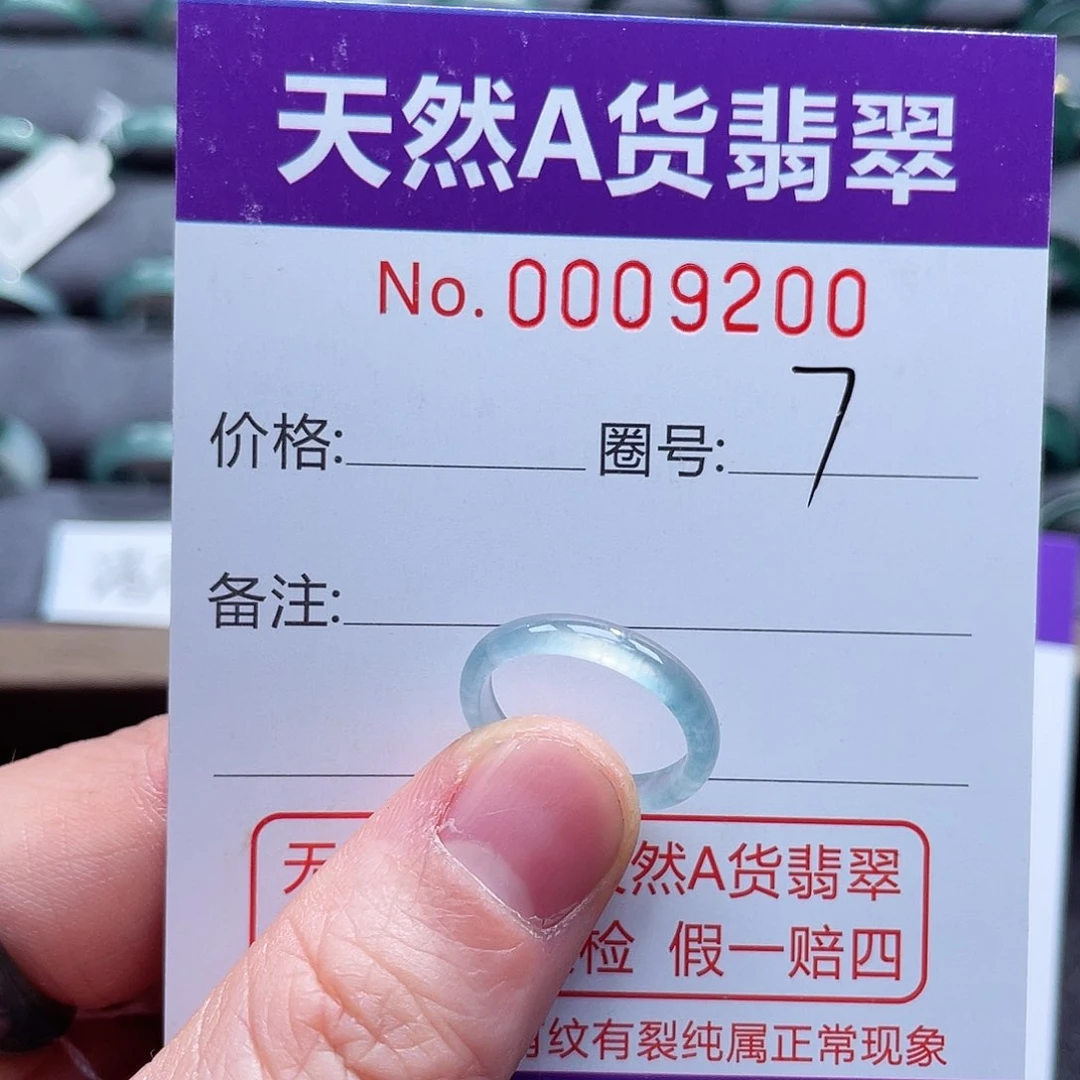 天然A货翡翠
No. 0009200
价格: 圈号: 7
备注:
然A货翡翠
检 假一赔四
纹有裂纯属正常现象